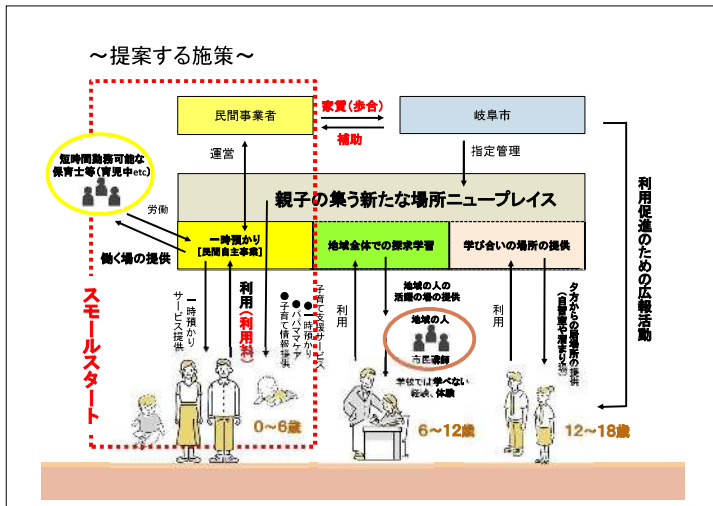 ～提案する施策～
民間事業者
家賃（歩合）
補助
岐阜市
短時間勤務可能な
保育士等（育児中etc）
運営
指定管理
親子の集う新たな場所ニュープレイス
労働
働く場の提供
一時預かり
［民間自主事業］
地域全体での探求学習
学び合いの場所の提供
利用促進のための広報活動
スモールスタート
一時預かり
サービス提供
利用（利用料）
子育て支援サービス
●一時預かり
●パパママケア
●子育て情報提供
利用
地域の人の
活躍の場の提供
地域の人
市民講師
学校では学べない
経験、体験
利用
夕方からの居場所の提供
（自習室や溜まり場）
0～6歳
6～12歳
12～18歳